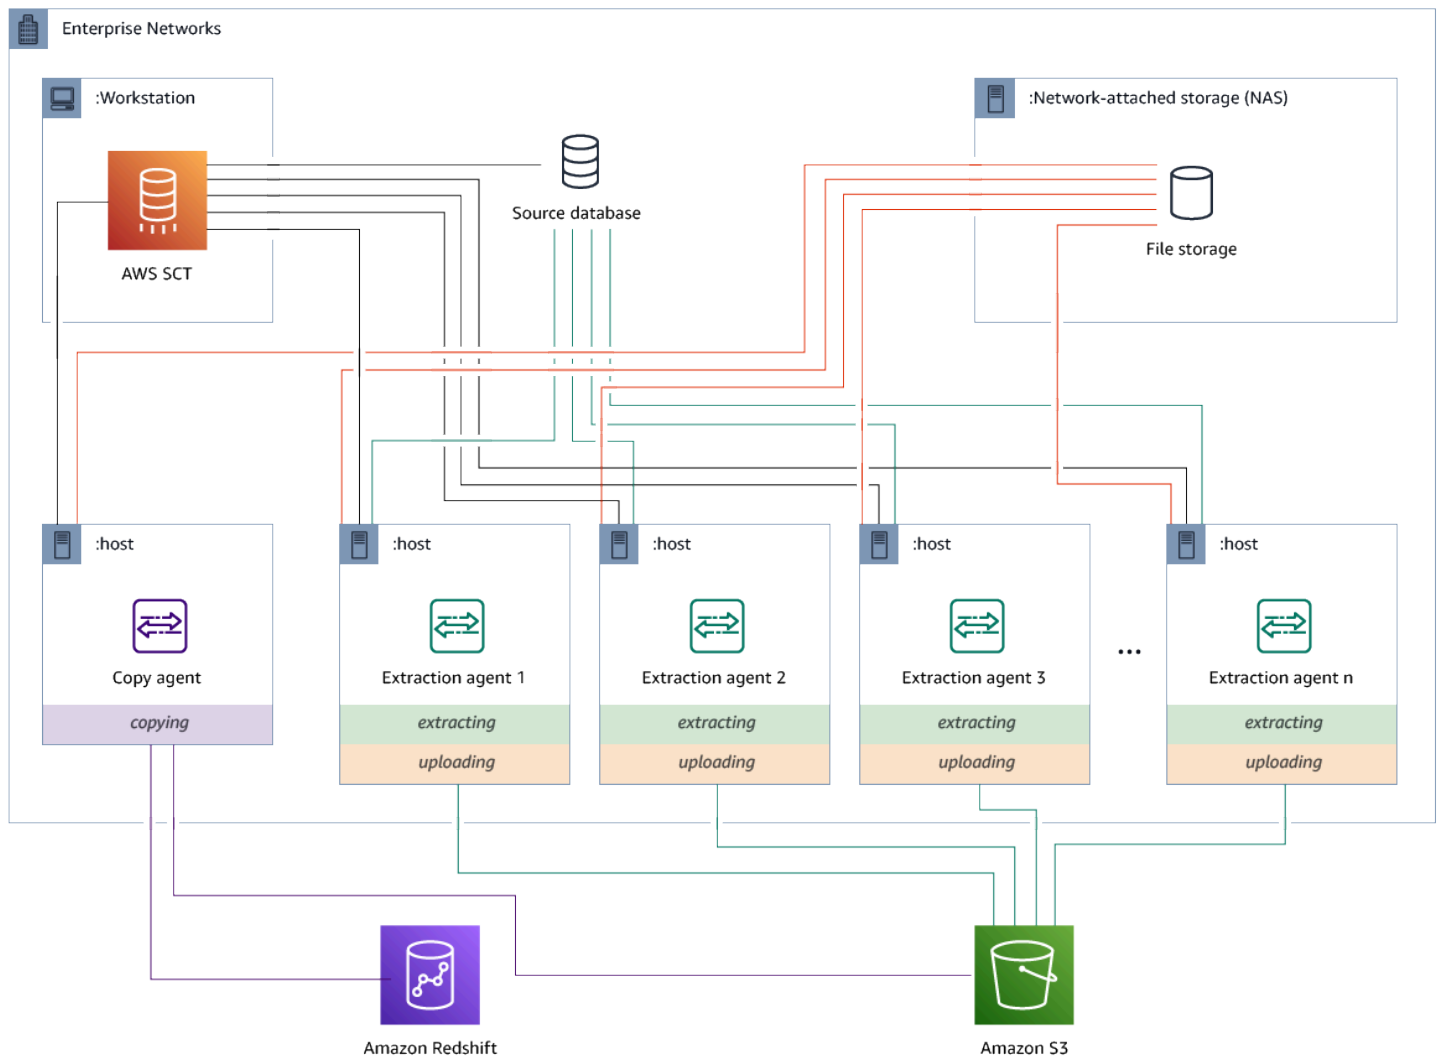 Enterprise Networks
:Workstation
:Network-attached storage (NAS)
Source database
File storage
AWS SCT
:host
:host
:host
:host
:host
Copy agent
Extraction agent 1
Extraction agent 2
Extraction agent 3
...
Extraction agent n
copying
extracting
extracting
extracting
extracting
uploading
uploading
uploading
uploading
Amazon Redshift
Amazon S3